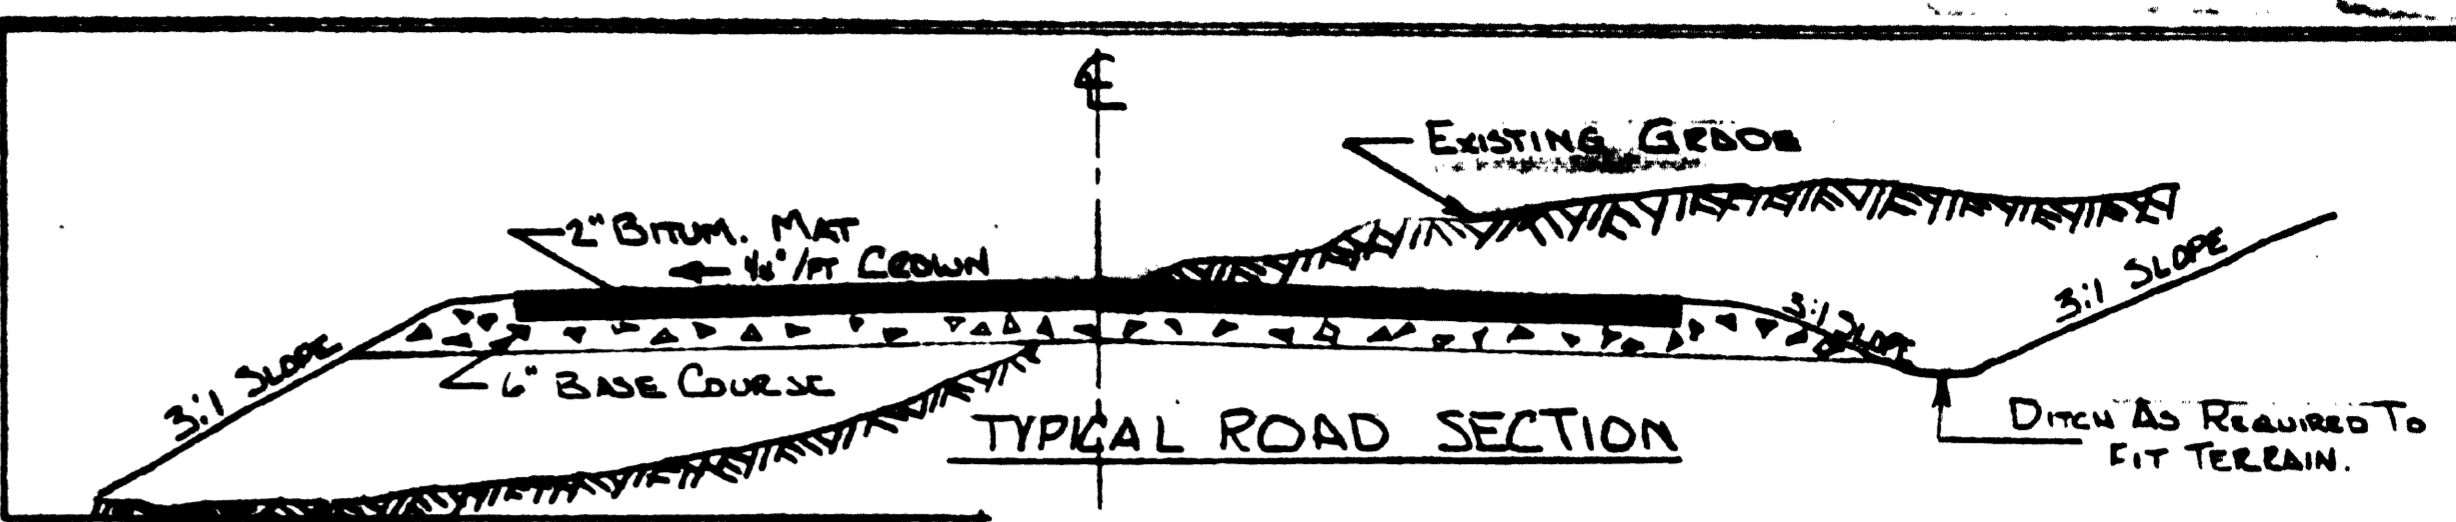 ℄
EXISTING GRADE
2" BITUM. MAT
1/4"/FT CROWN
3:1 SLOPE
6" BASE COURSE
3:1 SLOPE
3:1 SLOPE
TYPICAL ROAD SECTION
DITCH AS REQUIRED TO
FIT TERRAIN.